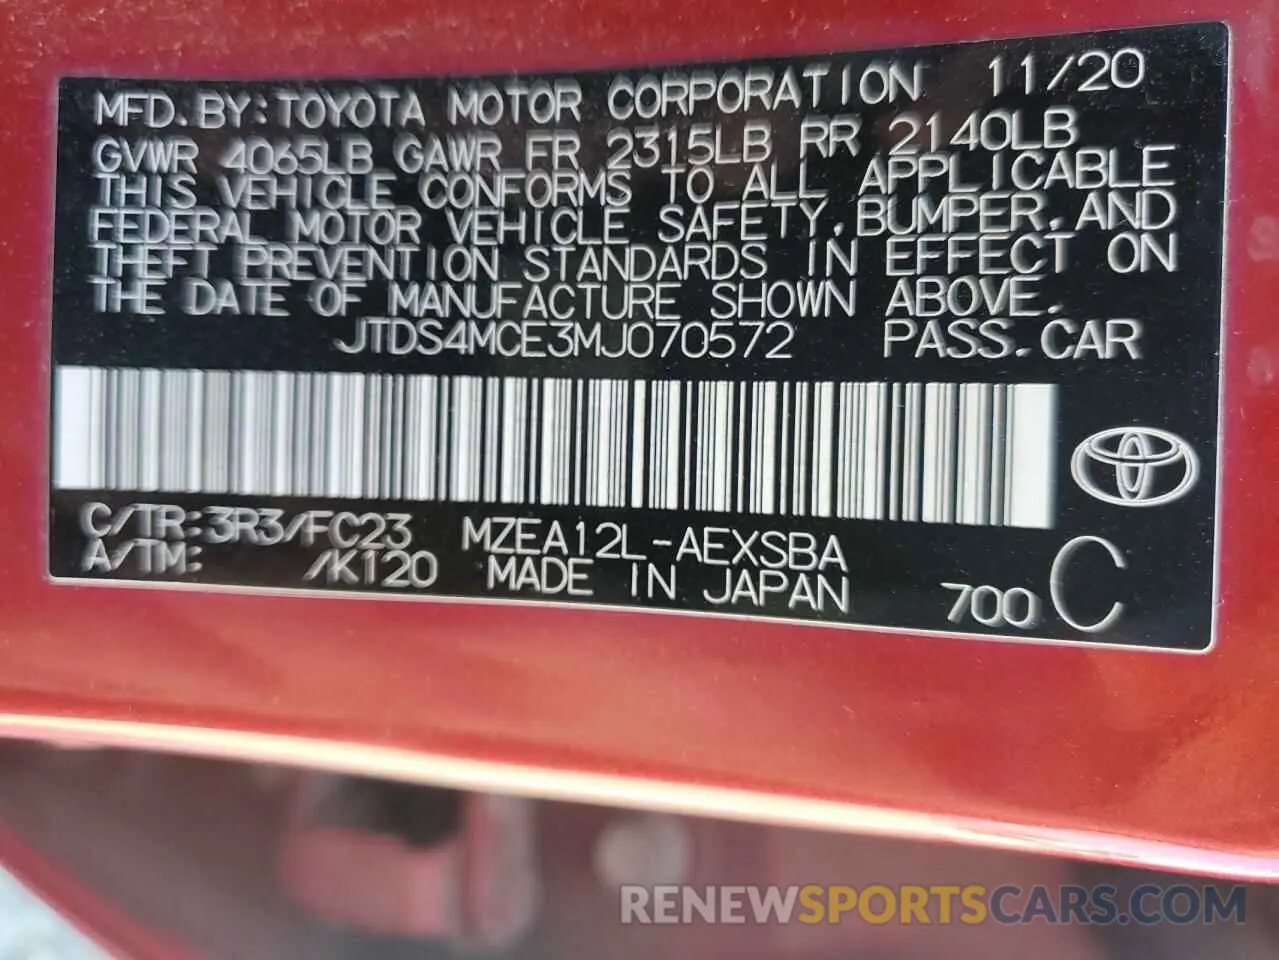 MFD. BY: TOYOTA MOTOR CORPORATION 11/20
GVWR 4065LB GAWR FR 2315LB RR 2140LB
THIS VEHICLE CONFORMS TO ALL APPLICABLE
FEDERAL MOTOR VEHICLE SAFETY, BUMPER, AND
THEFT PREVENTION STANDARDS IN EFFECT ON
THE DATE OF MANUFACTURE SHOWN ABOVE.
JTDS4MCE3MJ070572 PASS. CAR
C/TR: 3R3/FC23 MZEA12L-AEXSBA
A/TM: /K120 MADE IN JAPAN 700 C
RENEWSPORTSCARS.COM